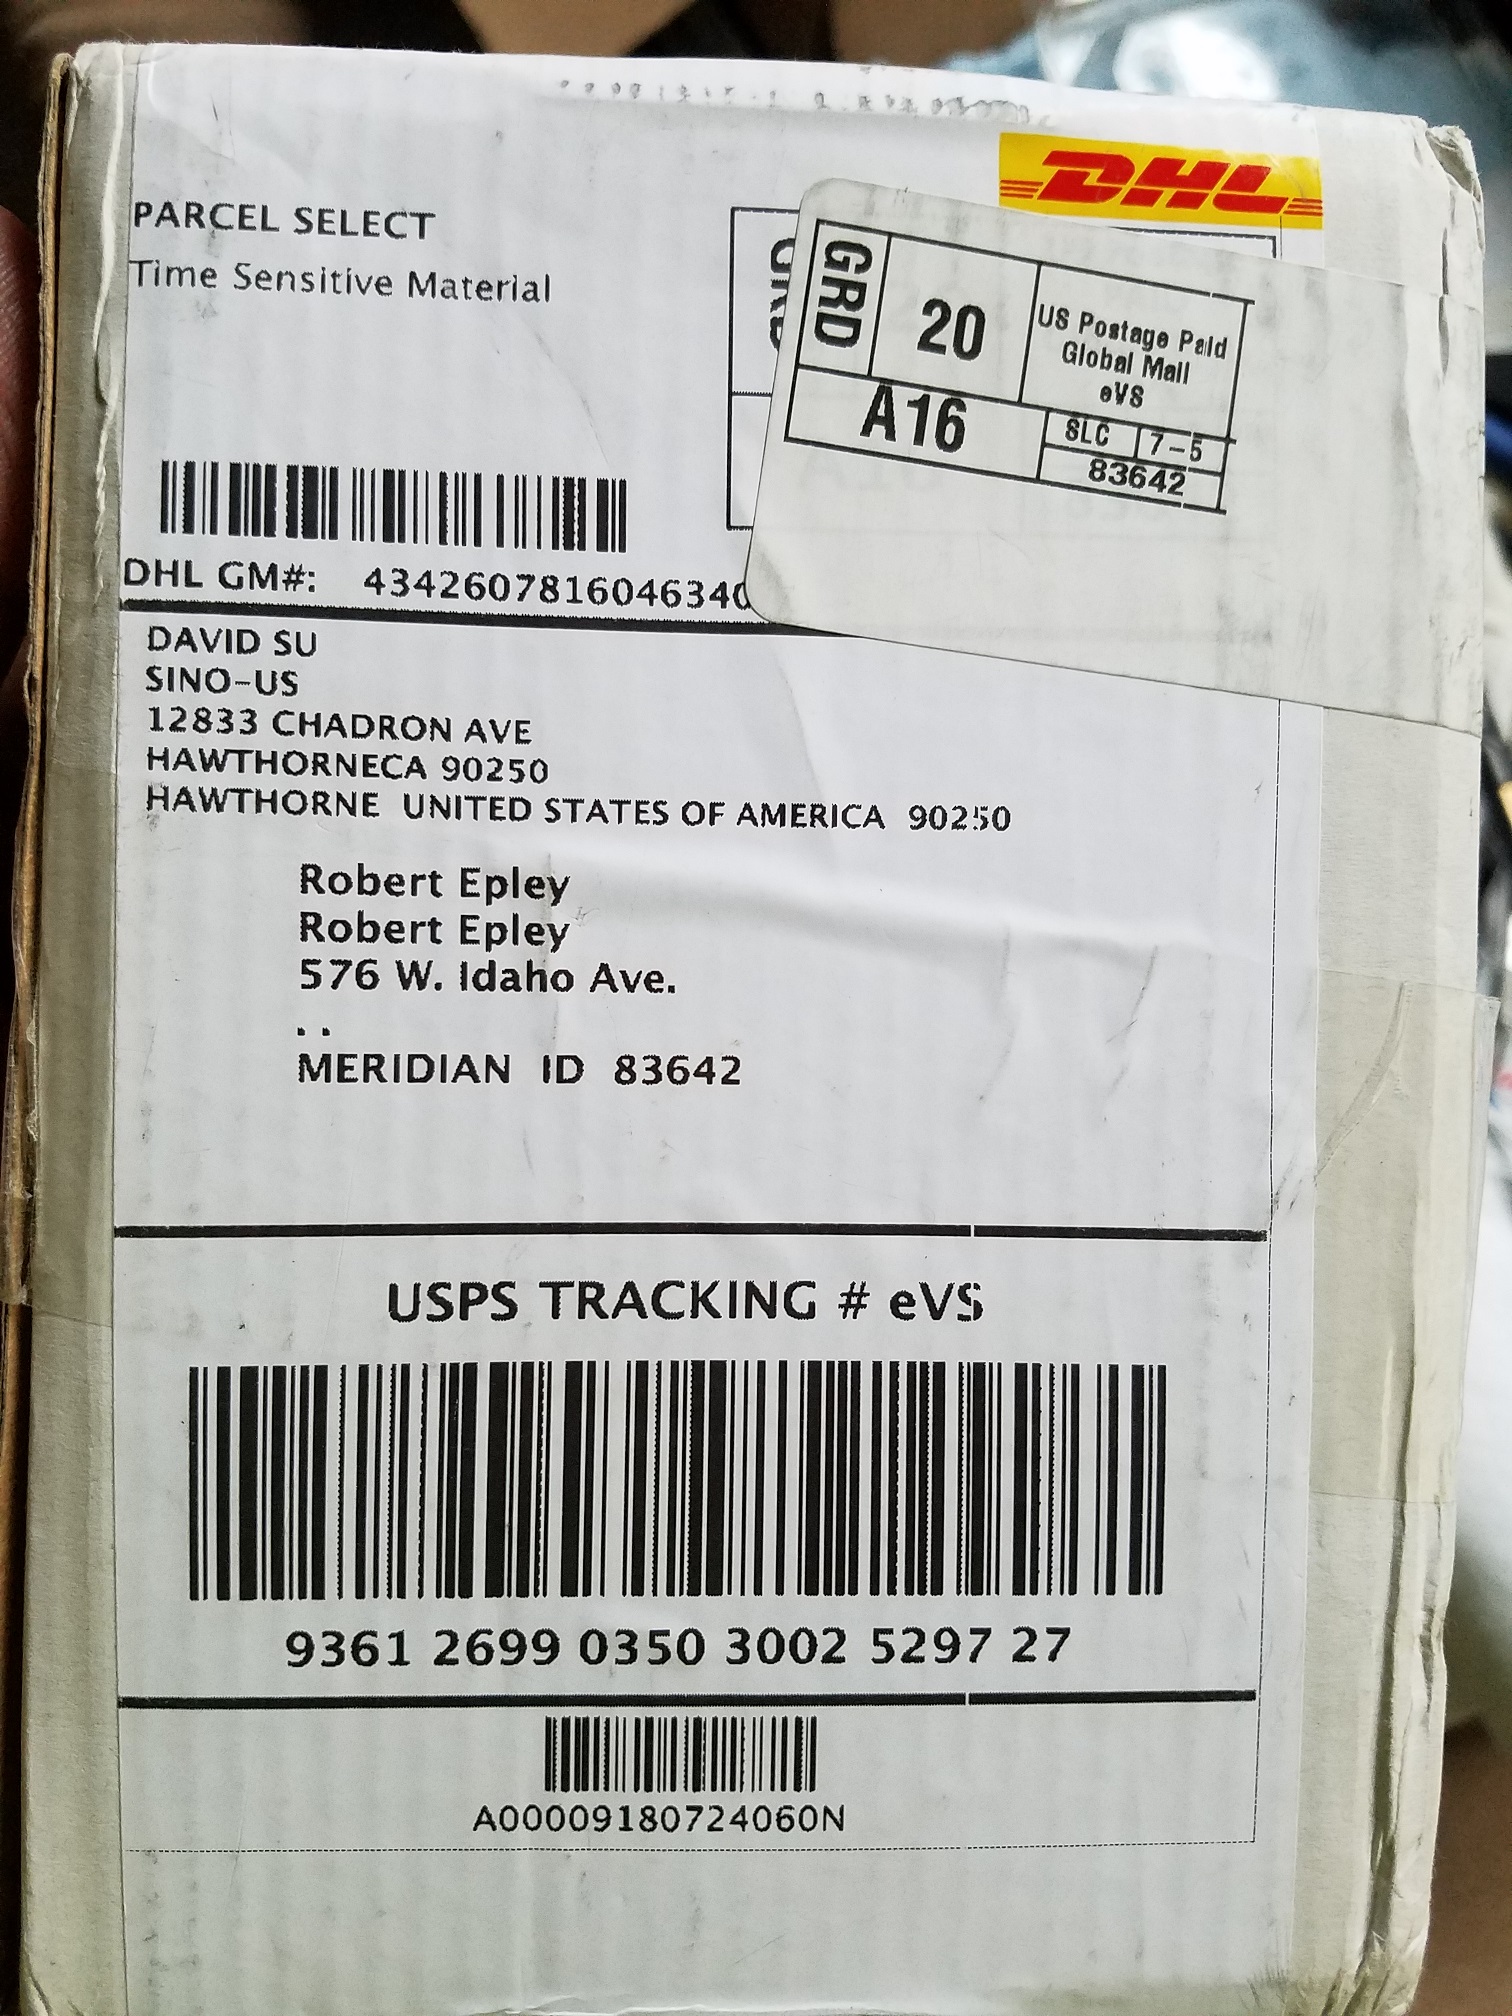 DHL
PARCEL SELECT
Time Sensitive Material
GRD
20
US Postage Paid
Global Mail
eVS
A16
SLC 7-5
83642
DHL GM#: 434260781604634
DAVID SU
SINO-US
12833 CHADRON AVE
HAWTHORNECA 90250
HAWTHORNE UNITED STATES OF AMERICA 90250
Robert Epley
Robert Epley
576 W. Idaho Ave.
. .
MERIDIAN ID 83642
USPS TRACKING # eVS
9361 2699 0350 3002 5297 27
A00009180724060N